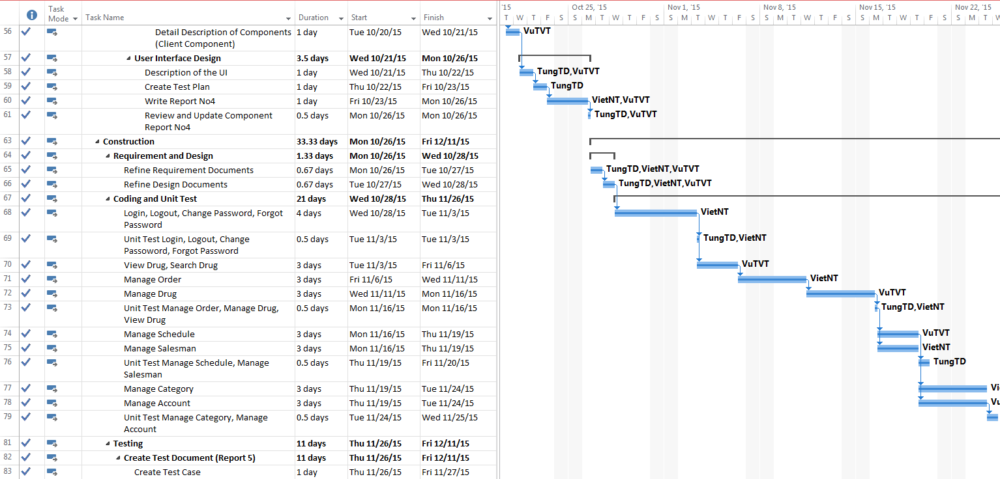 Task Mode Task Name Duration Start Finish
'15 Oct 25, '15 Nov 1, '15 Nov 8, '15 Nov 15, '15 Nov 22, '15
T W T F S S M T W T F S S M T W T F S S M T W T F S S M T W T F S S M T W
56 Detail Description of Components 1 day Tue 10/20/15 Wed 10/21/15 VuTVT
(Client Component)
57 User Interface Design 3.5 days Wed 10/21/15 Mon 10/26/15
58 Description of the UI 1 day Wed 10/21/15 Thu 10/22/15 TungTD,VuTVT
59 Create Test Plan 1 day Thu 10/22/15 Fri 10/23/15 TungTD
60 Write Report No4 1 day Fri 10/23/15 Mon 10/26/15 VietNT,VuTVT
61 Review and Update Component 0.5 days Mon 10/26/15 Mon 10/26/15 TungTD,VuTVT
Report No4
63 Construction 33.33 days Mon 10/26/15 Fri 12/11/15
64 Requirement and Design 1.33 days Mon 10/26/15 Wed 10/28/15
65 Refine Requirement Documents 0.67 days Mon 10/26/15 Tue 10/27/15 TungTD,VietNT,VuTVT
66 Refine Design Documents 0.67 days Tue 10/27/15 Wed 10/28/15 TungTD,VietNT,VuTVT
67 Coding and Unit Test 21 days Wed 10/28/15 Thu 11/26/15
68 Login, Logout, Change Password, Forgot 4 days Wed 10/28/15 Tue 11/3/15 VietNT
Password
69 Unit Test Login, Logout, Change 0.5 days Tue 11/3/15 Tue 11/3/15 TungTD,VietNT
Passoword, Forgot Password
70 View Drug, Search Drug 3 days Tue 11/3/15 Fri 11/6/15 VuTVT
71 Manage Order 3 days Fri 11/6/15 Wed 11/11/15 VietNT
72 Manage Drug 3 days Wed 11/11/15 Mon 11/16/15 VuTVT
73 Unit Test Manage Order, Manage Drug, 0.5 days Mon 11/16/15 Mon 11/16/15 TungTD,VietNT
View Drug
74 Manage Schedule 3 days Mon 11/16/15 Thu 11/19/15 VuTVT
75 Manage Salesman 3 days Mon 11/16/15 Thu 11/19/15 VietNT
76 Unit Test Manage Schedule, Manage 0.5 days Thu 11/19/15 Fri 11/20/15 TungTD
Salesman
77 Manage Category 3 days Thu 11/19/15 Tue 11/24/15 Vi
78 Manage Account 3 days Thu 11/19/15 Tue 11/24/15 Vu
79 Unit Test Manage Category, Manage 0.5 days Tue 11/24/15 Wed 11/25/15
Account
81 Testing 11 days Thu 11/26/15 Fri 12/11/15
82 Create Test Document (Report 5) 11 days Thu 11/26/15 Fri 12/11/15
83 Create Test Case 1 day Thu 11/26/15 Fri 11/27/15